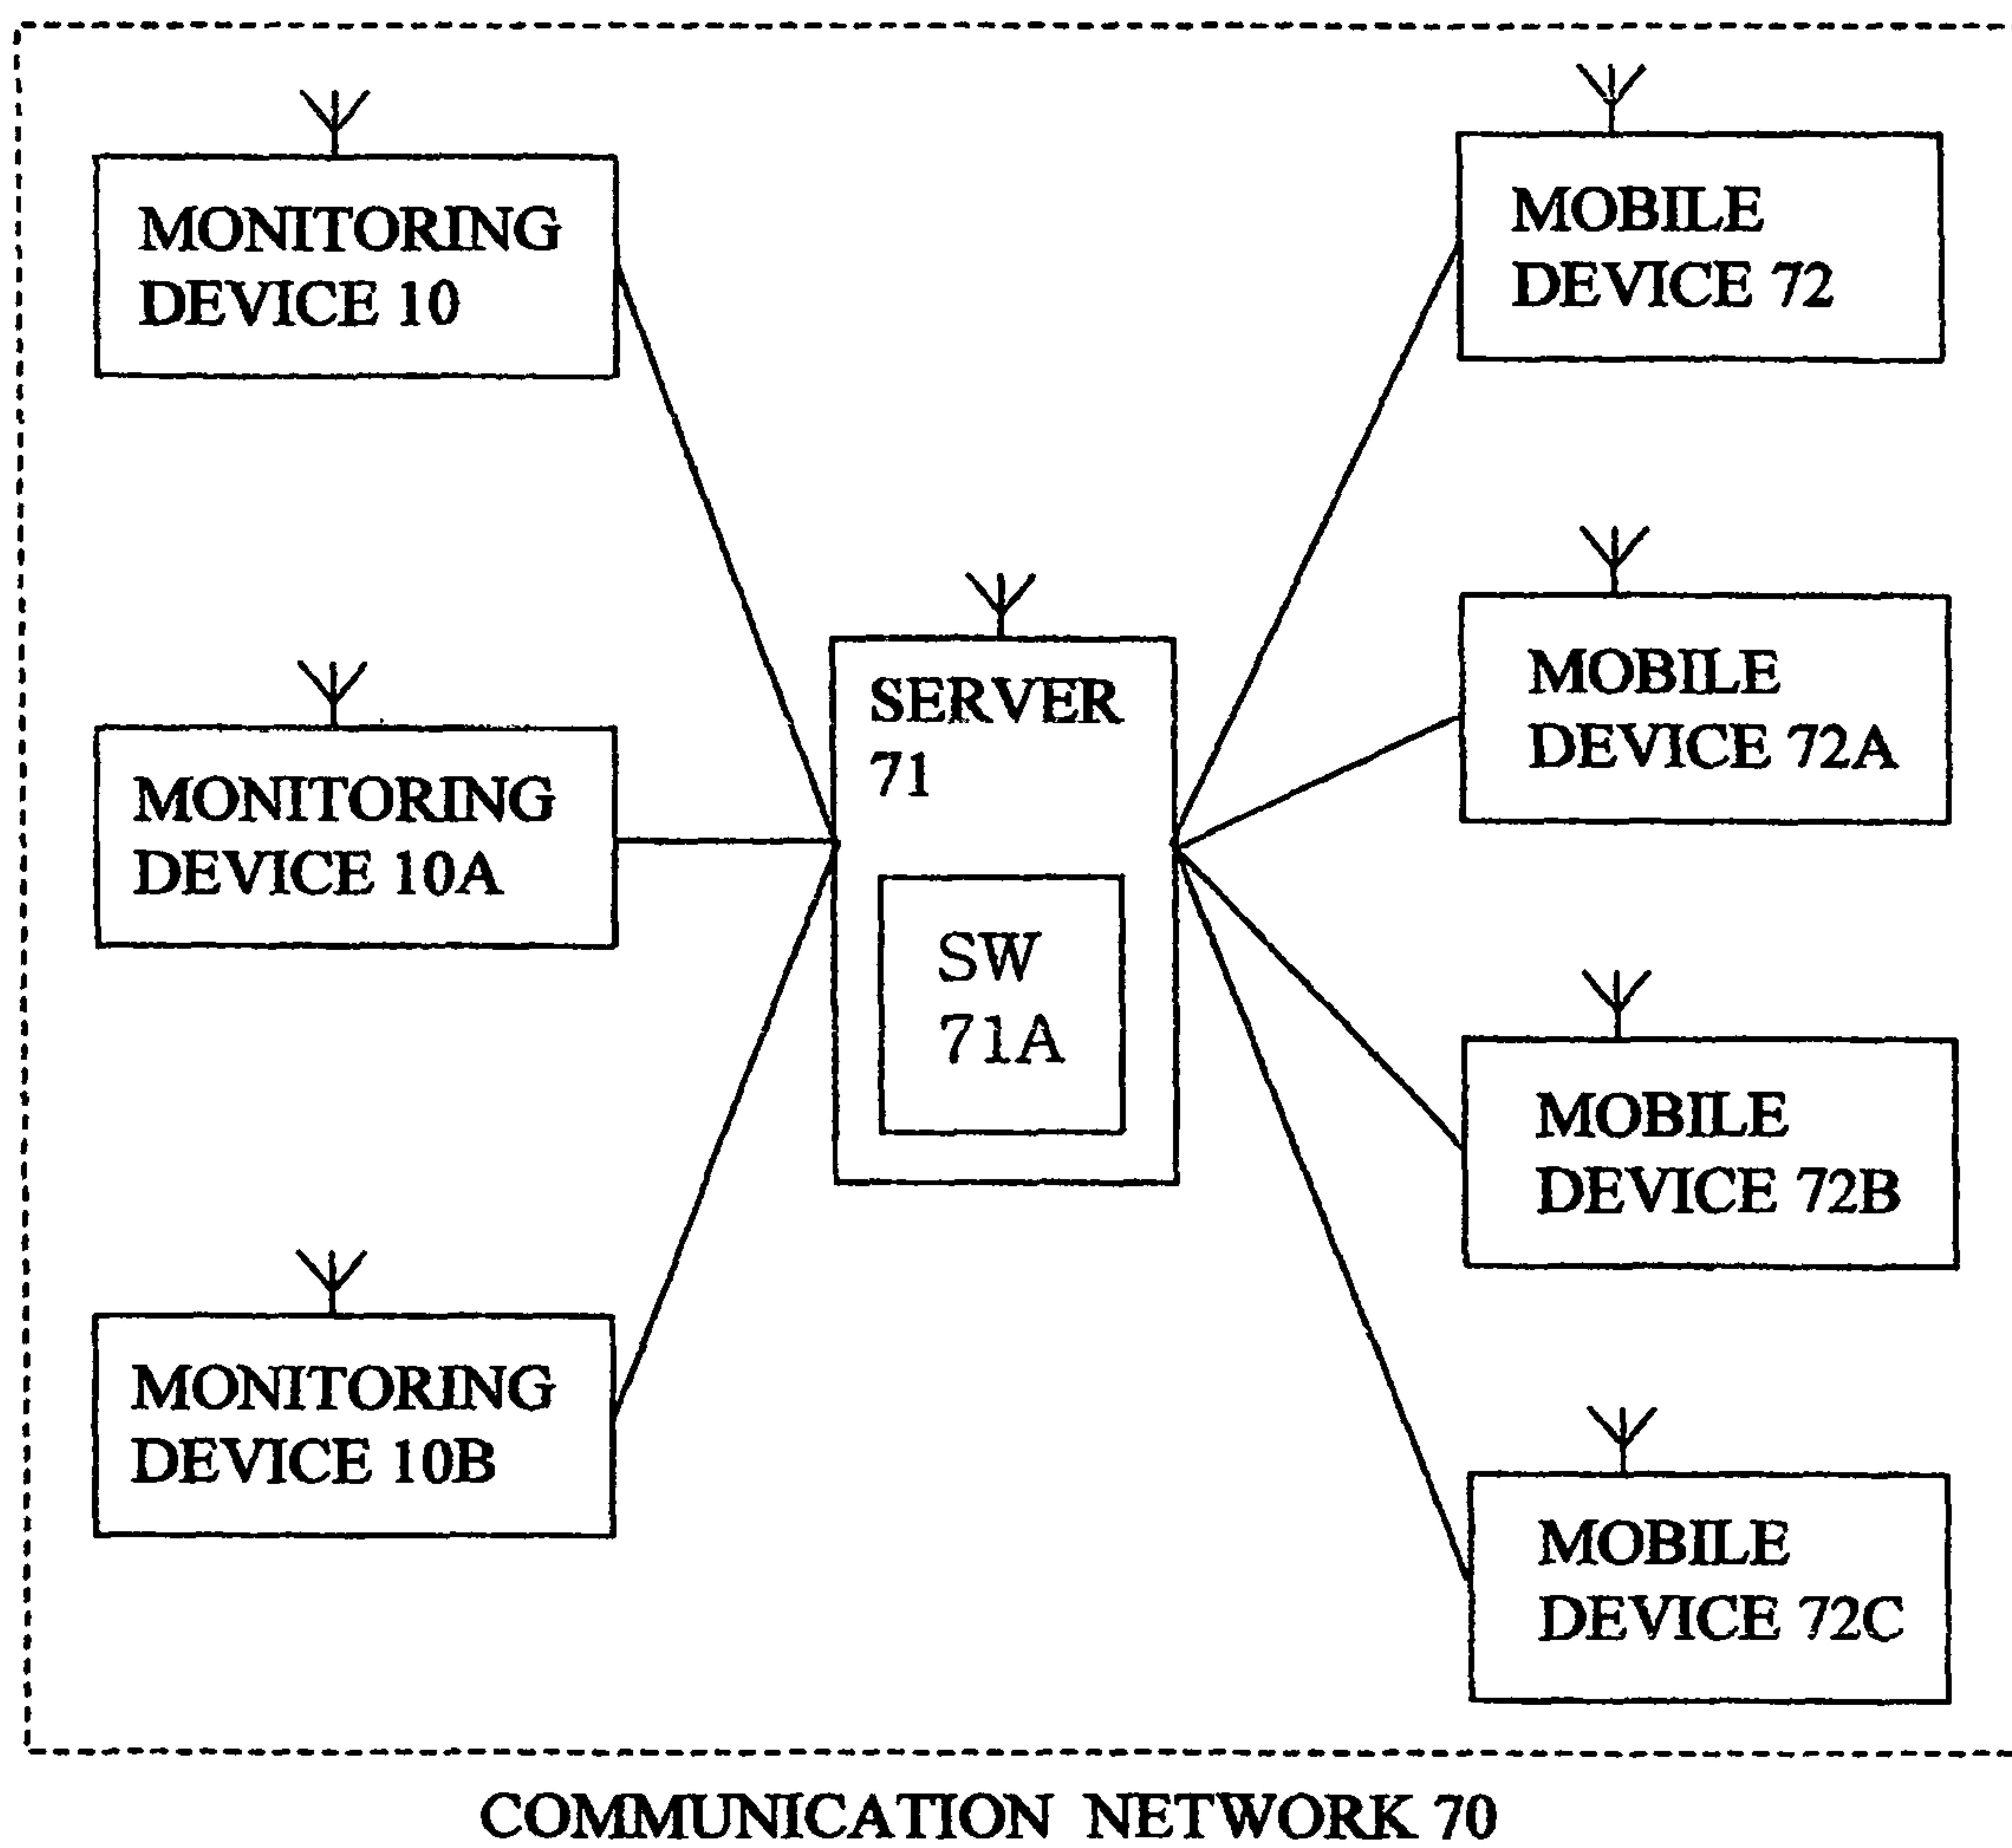 MONITORING
DEVICE 10
MONITORING
DEVICE 10A
MONITORING
DEVICE 10B
SERVER
71
SW
71A
MOBILE
DEVICE 72
MOBILE
DEVICE 72A
MOBILE
DEVICE 72B
MOBILE
DEVICE 72C
COMMUNICATION NETWORK 70